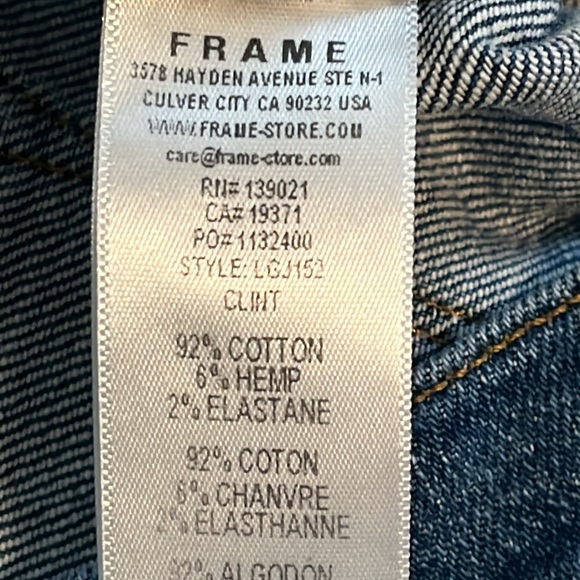 FRAME
3578 HAYDEN AVENUE STE N-1
CULVER CITY CA 90232 USA
WWW.FRAME-STORE.COM
care@frame-store.com
RN# 139021
CA# 19371
PO# 1132400
STYLE: LGJ152
CLINT
92% COTTON
6% HEMP
2% ELASTANE
92% COTON
6% CHANVRE
2% ELASTHANNE
92% ALGODÓN